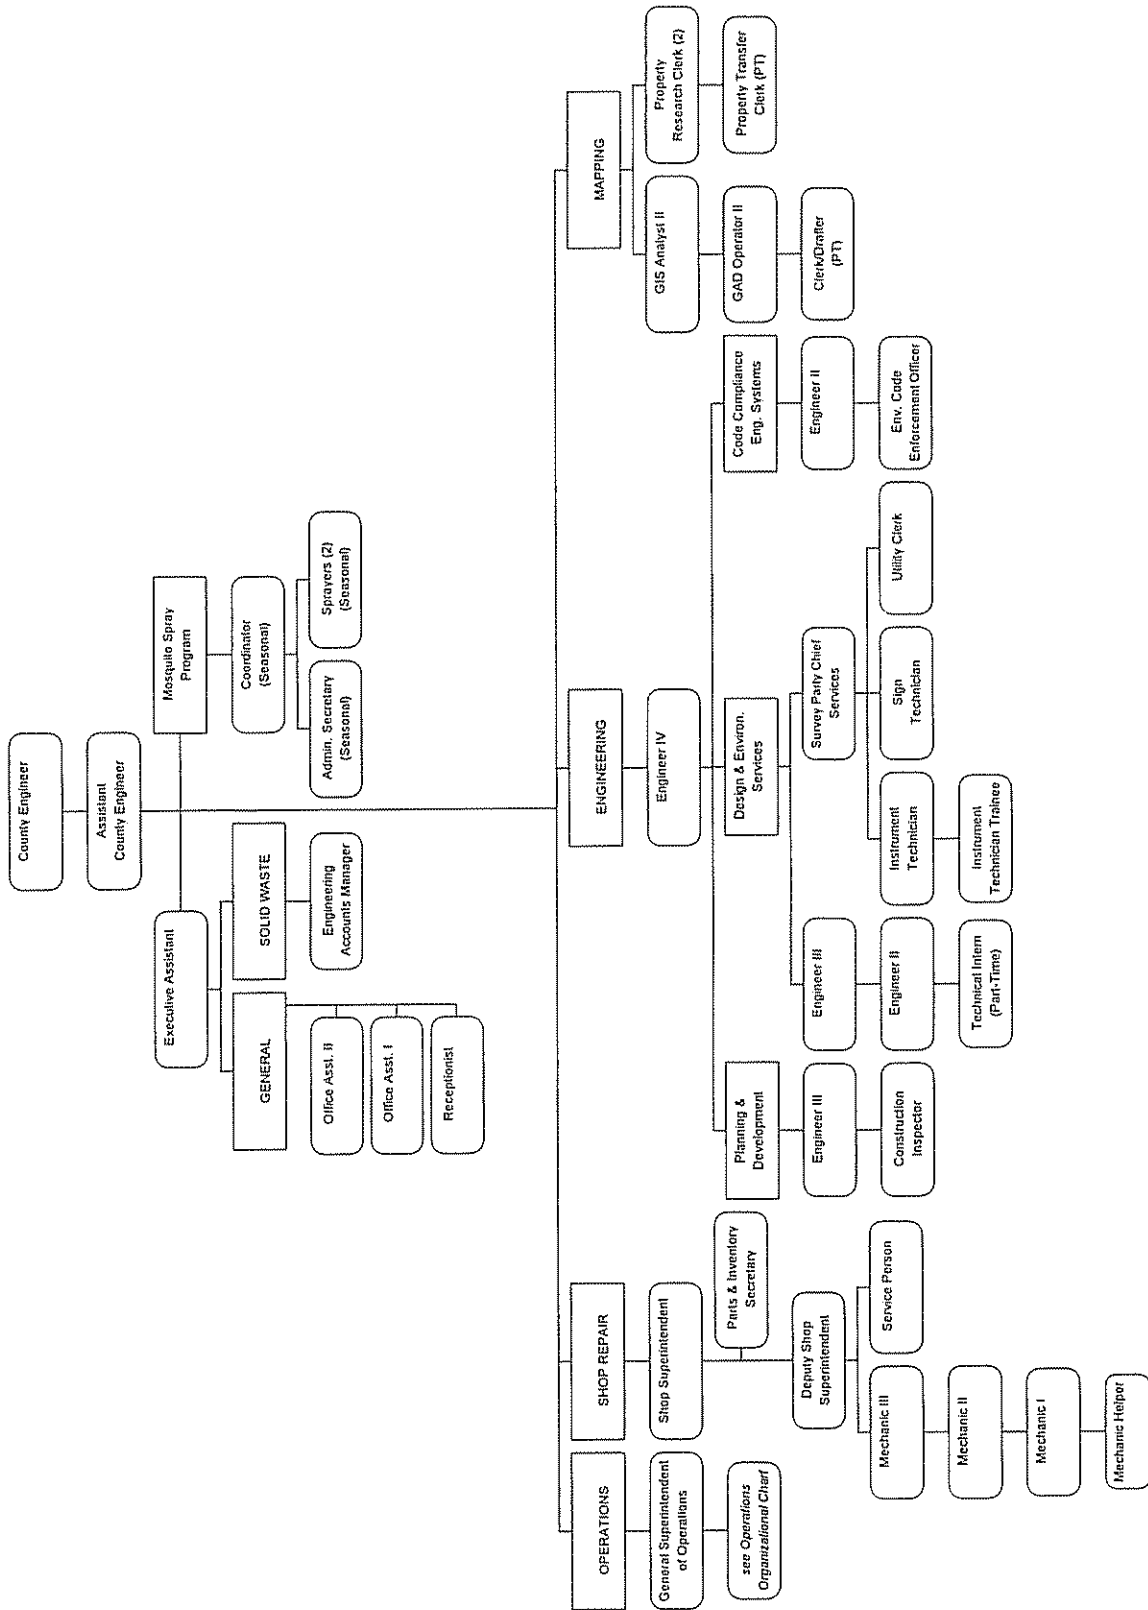 County Engineer
Assistant
County Engineer
Executive Assistant
Mosquito Spray
Program
GENERAL
SOLID WASTE
Coordinator
(Seasonal)
Office Asst. II
Engineering
Accounts Manager
Admin. Secretary
(Seasonal)
Sprayers (2)
(Seasonal)
Office Asst. I
Receptionist
OPERATIONS
SHOP REPAIR
ENGINEERING
MAPPING
General Superintendent
of Operations
Shop Superintendent
Engineer IV
GIS Analyst II
Property
Research Clerk (2)
see Operations
Organizational Chart
Parts & Inventory
Secretary
Planning &
Development
Design & Environ.
Services
Code Compliance
Eng. Systems
GAD Operator II
Property Transfer
Clerk (PT)
Deputy Shop
Superintendent
Engineer III
Engineer III
Survey Party Chief
Services
Engineer II
Clerk/Drafter
(PT)
Mechanic III
Service Person
Construction
Inspector
Engineer II
Instrument
Technician
Sign
Technician
Utility Clerk
Env. Code
Enforcement Officer
Mechanic II
Technical Intern
(Part-Time)
Instrument
Technician Trainee
Mechanic I
Mechanic Helper